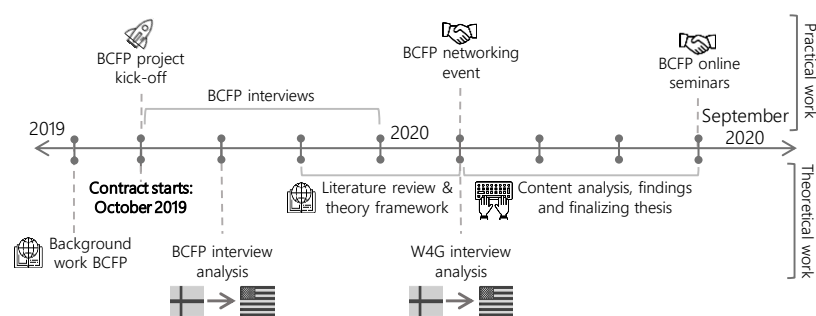 BCFP project
kick-off
BCFP networking
event
BCFP online
seminars
Practical work
BCFP interviews
2019
2020
September
2020
Contract starts:
October 2019
Literature review &
theory framework
Content analysis, findings
and finalizing thesis
Theoretical work
Background
work BCFP
BCFP interview
analysis
W4G interview
analysis